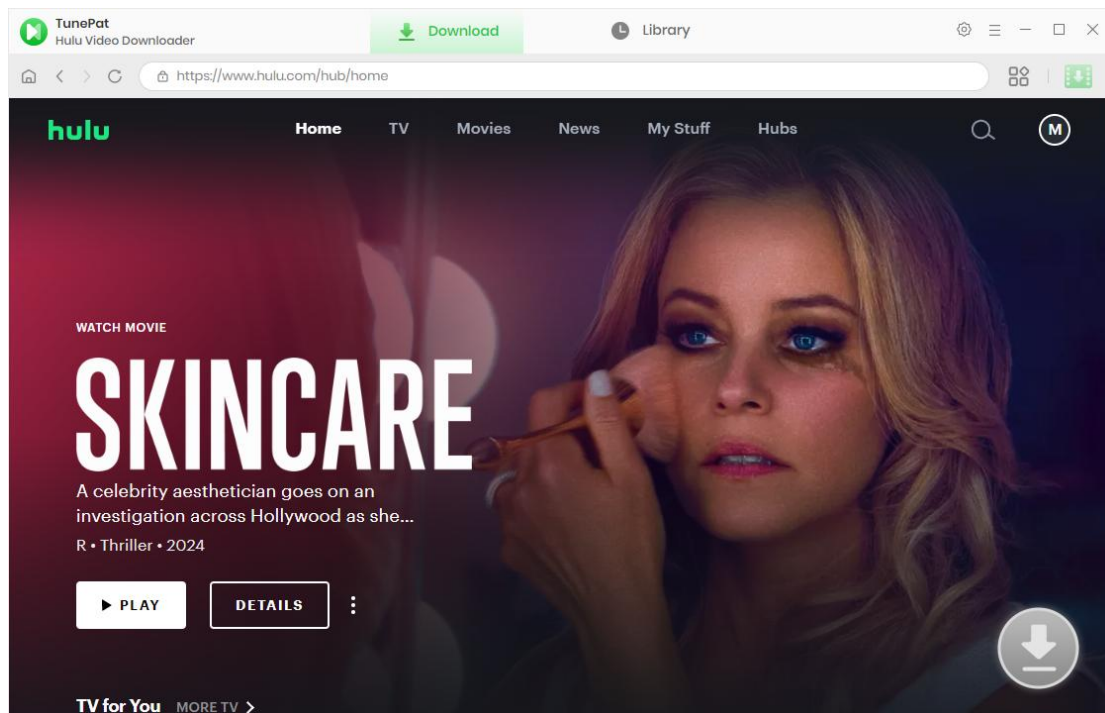 TunePat
Hulu Video Downloader
Download
Library
https://www.hulu.com/hub/home
hulu
Home TV Movies News My Stuff Hubs
M
WATCH MOVIE
SKINCARE
A celebrity aesthetician goes on an
investigation across Hollywood as she...
R • Thriller • 2024
PLAY
DETAILS
TV for You MORE TV